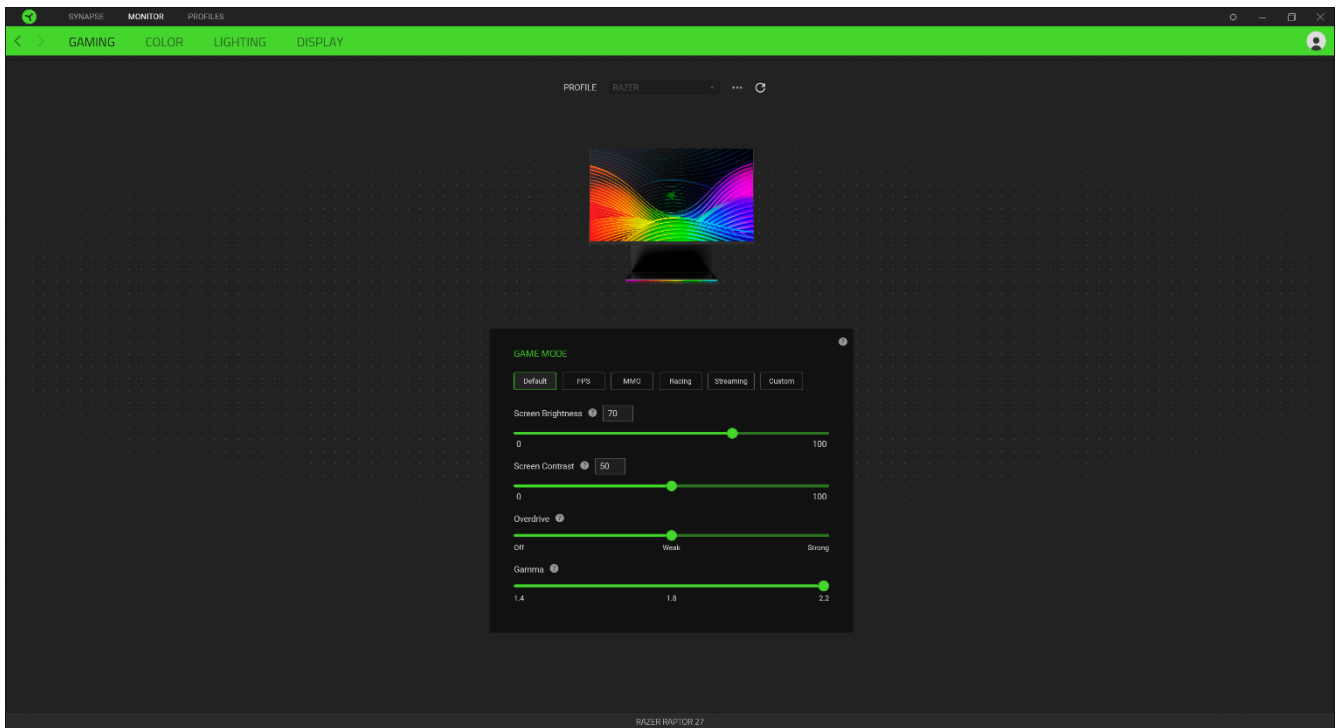 SYNAPSE MONITOR PROFILES
GAMING COLOR LIGHTING DISPLAY
PROFILE RAZER
GAME MODE
Default FPS MMO Racing Streaming Custom
Screen Brightness ? 70
0 100
Screen Contrast ? 50
0 100
Overdrive ?
Off Weak Strong
Gamma ?
1.4 1.8 2.2
RAZER RAPTOR 27